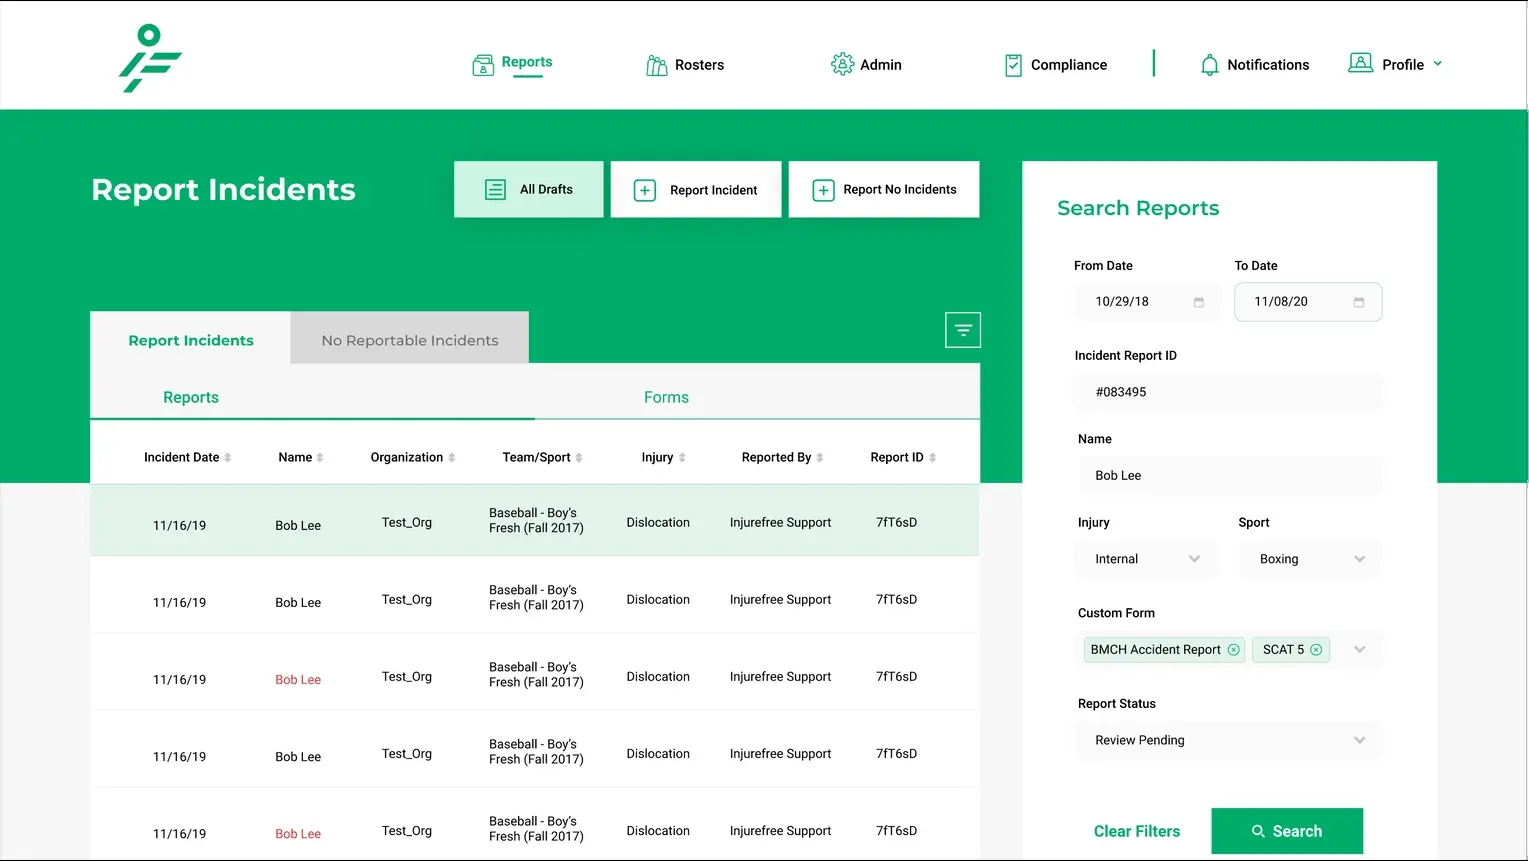 Reports
Rosters
Admin
Compliance
Notifications
Profile
Report Incidents
All Drafts
Report Incident
Report No Incidents
Report Incidents
No Reportable Incidents
Reports
Forms
Incident Date
Name
Organization
Team/Sport
Injury
Reported By
Report ID
11/16/19
Bob Lee
Test_Org
Baseball - Boy's
Fresh (Fall 2017)
Dislocation
Injurefree Support
7fT6sD
11/16/19
Bob Lee
Test_Org
Baseball - Boy's
Fresh (Fall 2017)
Dislocation
Injurefree Support
7fT6sD
11/16/19
Bob Lee
Test_Org
Baseball - Boy's
Fresh (Fall 2017)
Dislocation
Injurefree Support
7fT6sD
11/16/19
Bob Lee
Test_Org
Baseball - Boy's
Fresh (Fall 2017)
Dislocation
Injurefree Support
7fT6sD
11/16/19
Bob Lee
Test_Org
Baseball - Boy's
Fresh (Fall 2017)
Dislocation
Injurefree Support
7fT6sD
Search Reports
From Date
To Date
10/29/18
11/08/20
Incident Report ID
#083495
Name
Bob Lee
Injury
Sport
Internal
Boxing
Custom Form
BMCH Accident Report
SCAT 5
Report Status
Review Pending
Clear Filters
Search